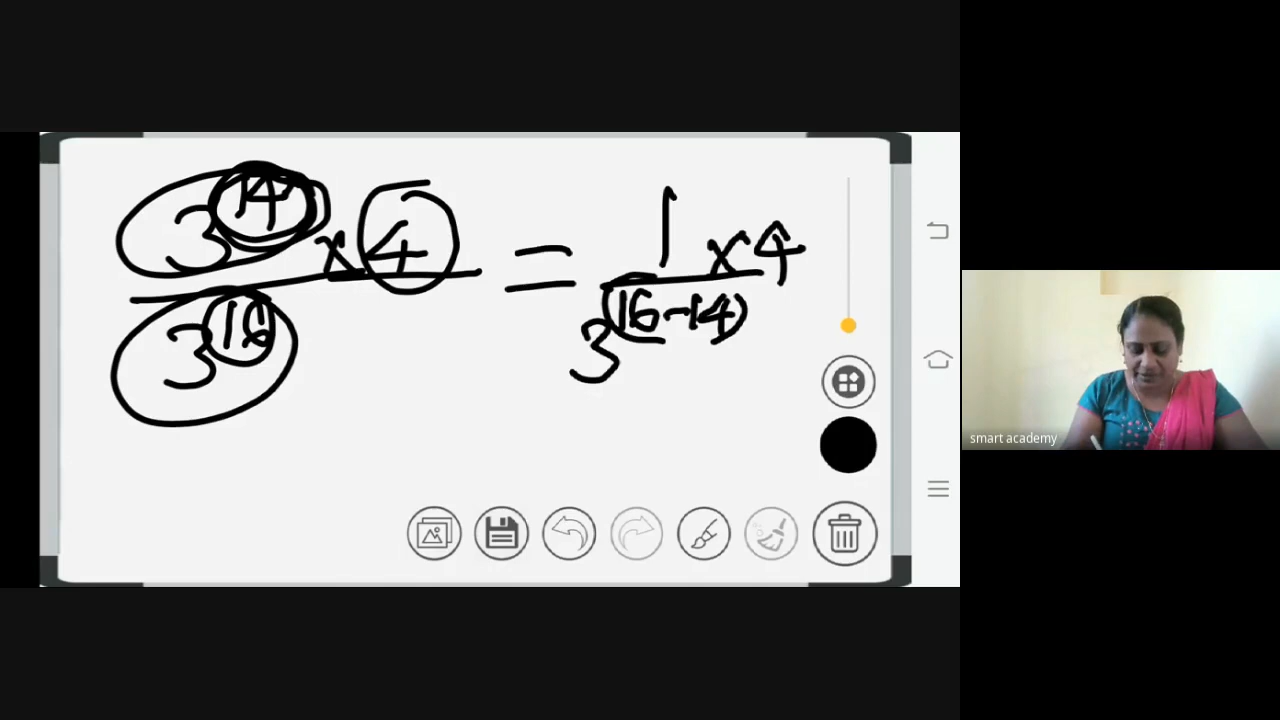 3^14 x 4 / 3^16 = 1 x 4 / 3^(16-14)
smart academy